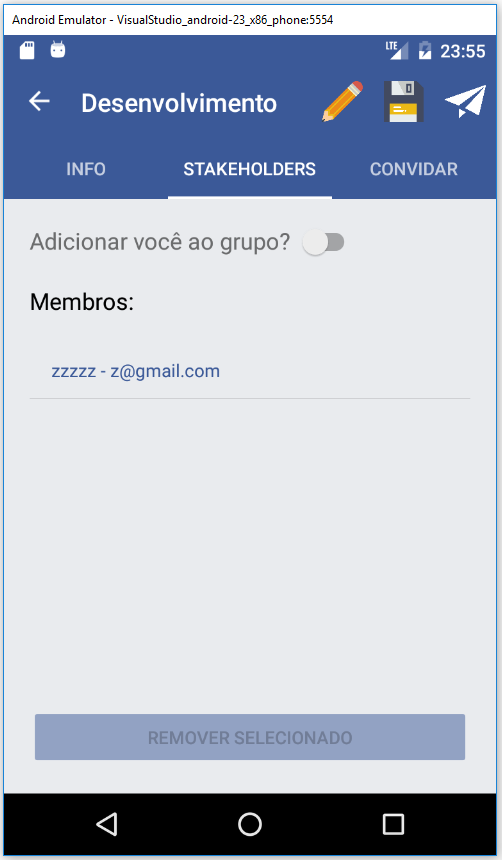 Android Emulator - VisualStudio_android-23_x86_phone:5554
LTE 23:55
Desenvolvimento
INFO STAKEHOLDERS CONVIDAR
Adicionar você ao grupo?
Membros:
zzzzz - z@gmail.com
REMOVER SELECIONADO